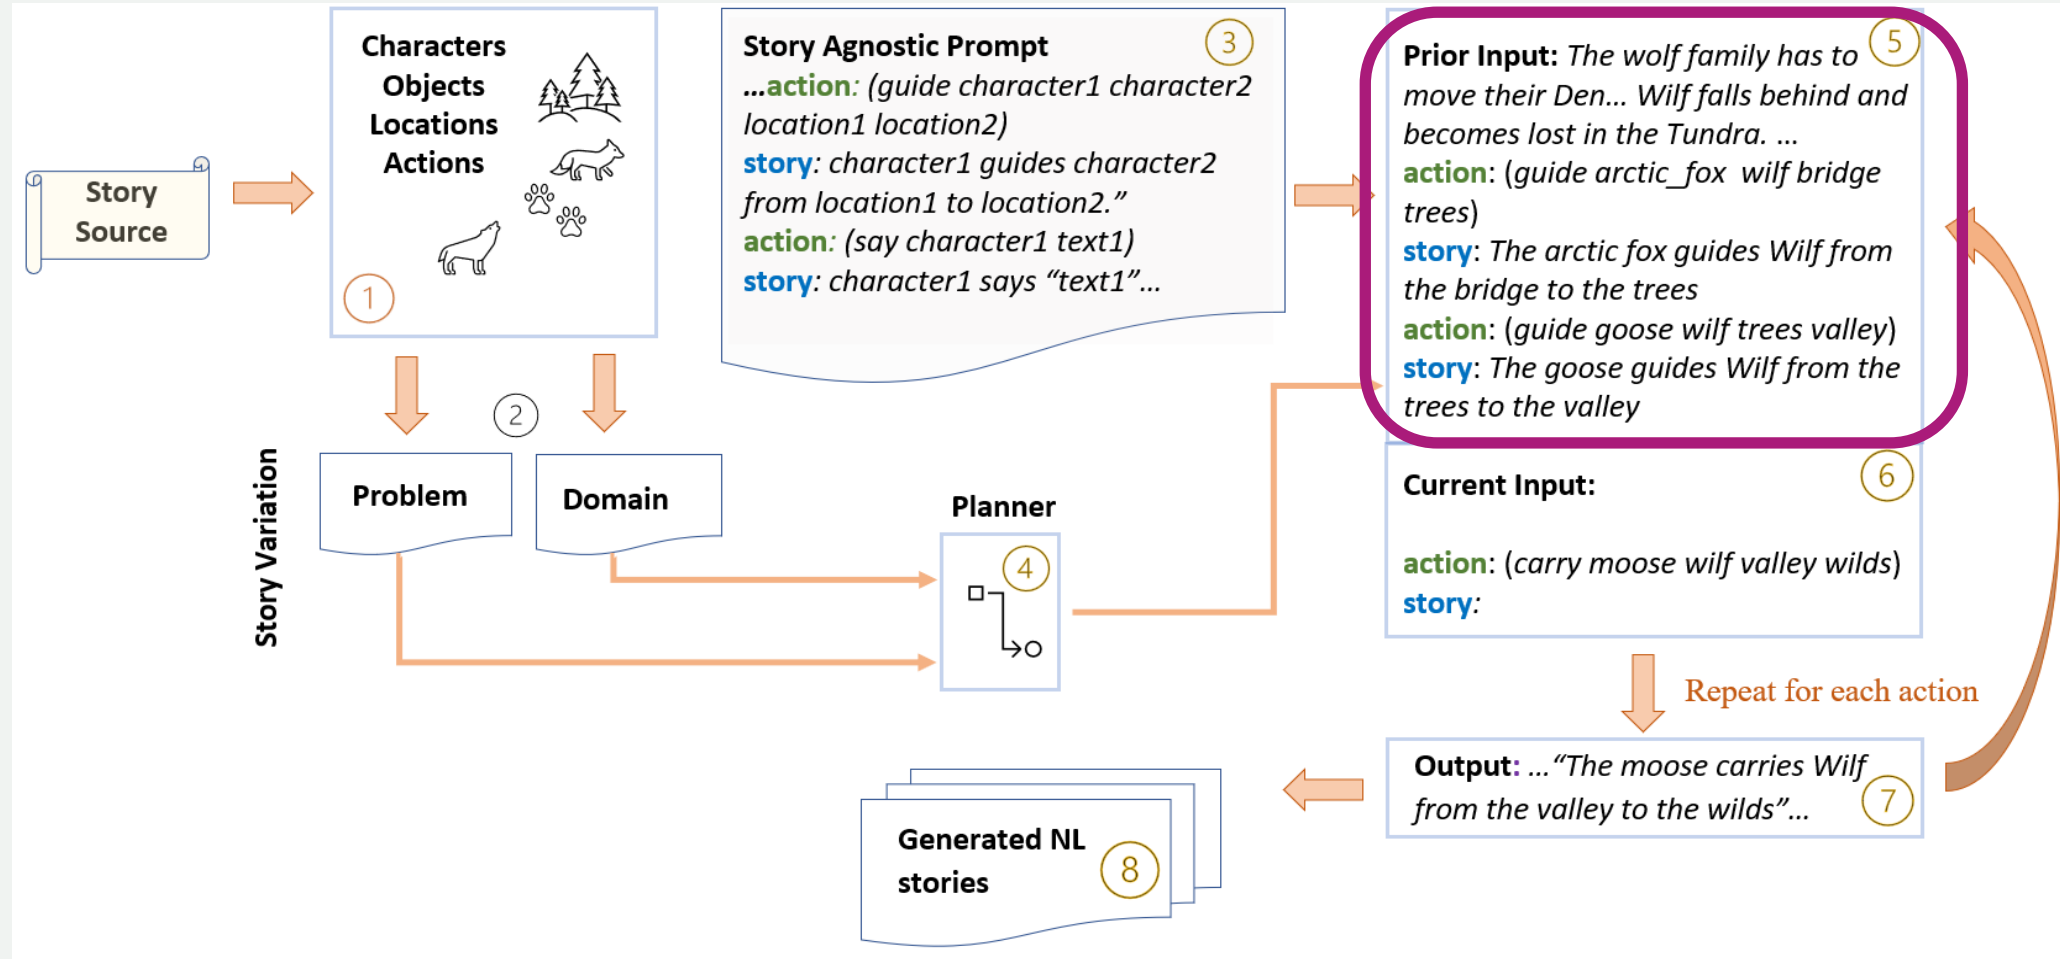 Story
Source
Characters
Objects
Locations
Actions
1
2
Story Variation
Problem
Domain
Story Agnostic Prompt
3
...action: (guide character1 character2
location1 location2)
story: character1 guides character2
from location1 to location2.”
action: (say character1 text1)
story: character1 says “text1”...
Planner
4
5
Prior Input: The wolf family has to
move their Den... Wilf falls behind and
becomes lost in the Tundra. ...
action: (guide arctic_fox wilf bridge
trees)
story: The arctic fox guides Wilf from
the bridge to the trees
action: (guide goose wilf trees valley)
story: The goose guides Wilf from the
trees to the valley
6
Current Input:
action: (carry moose wilf valley wilds)
story:
Repeat for each action
Output: ...“The moose carries Wilf
from the valley to the wilds”...
7
Generated NL
stories
8